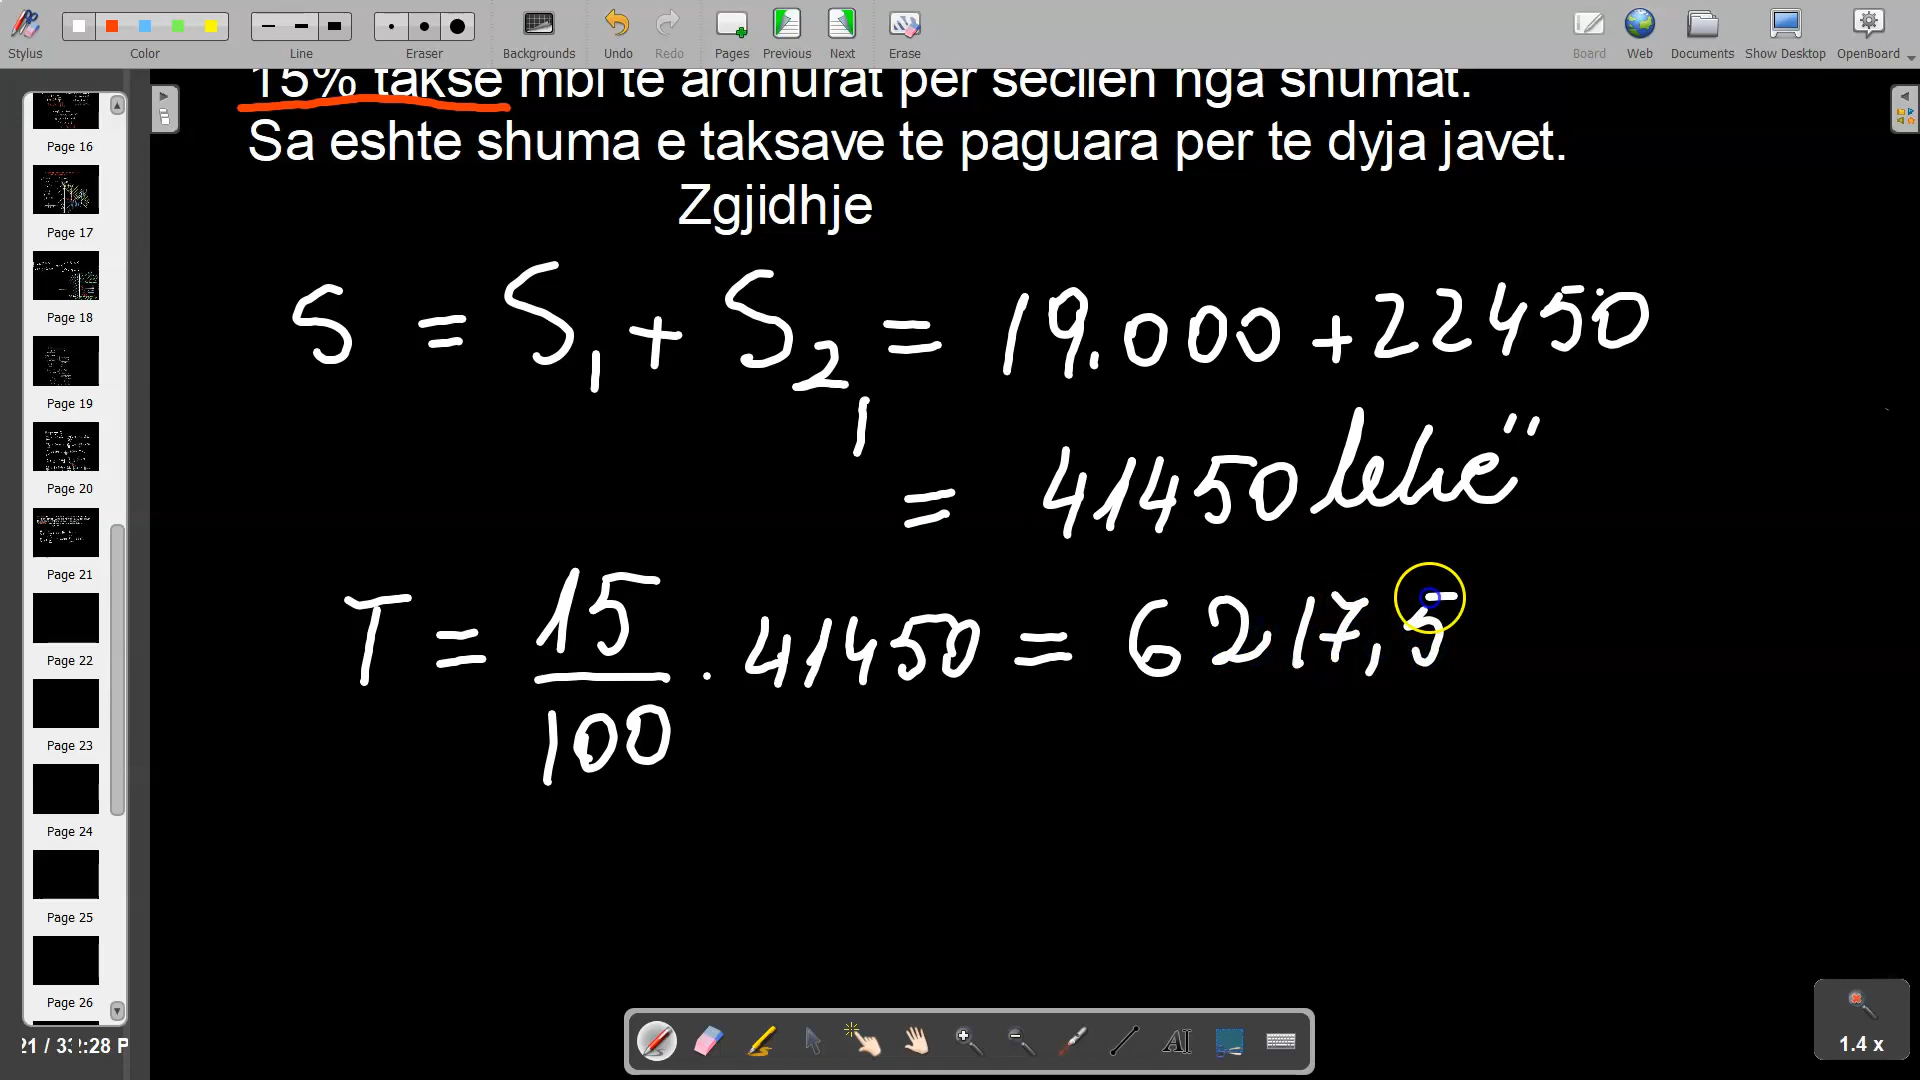 Stylus Color Line Eraser Backgrounds Undo Redo Pages Previous Next Erase Board Web Documents Show Desktop OpenBoard
15% takse mbi te ardhurat per secilen nga shumat.
Sa eshte shuma e taksave te paguara per te dyja javet.
Zgjidhje
S = S₁ + S₂ = 19.000 + 22450
= 41450 lekë
T = 15/100 · 41450 = 6217,5
Page 16
Page 17
Page 18
Page 19
Page 20
Page 21
Page 22
Page 23
Page 24
Page 25
Page 26
21 / 33
:28 P
1.4 x